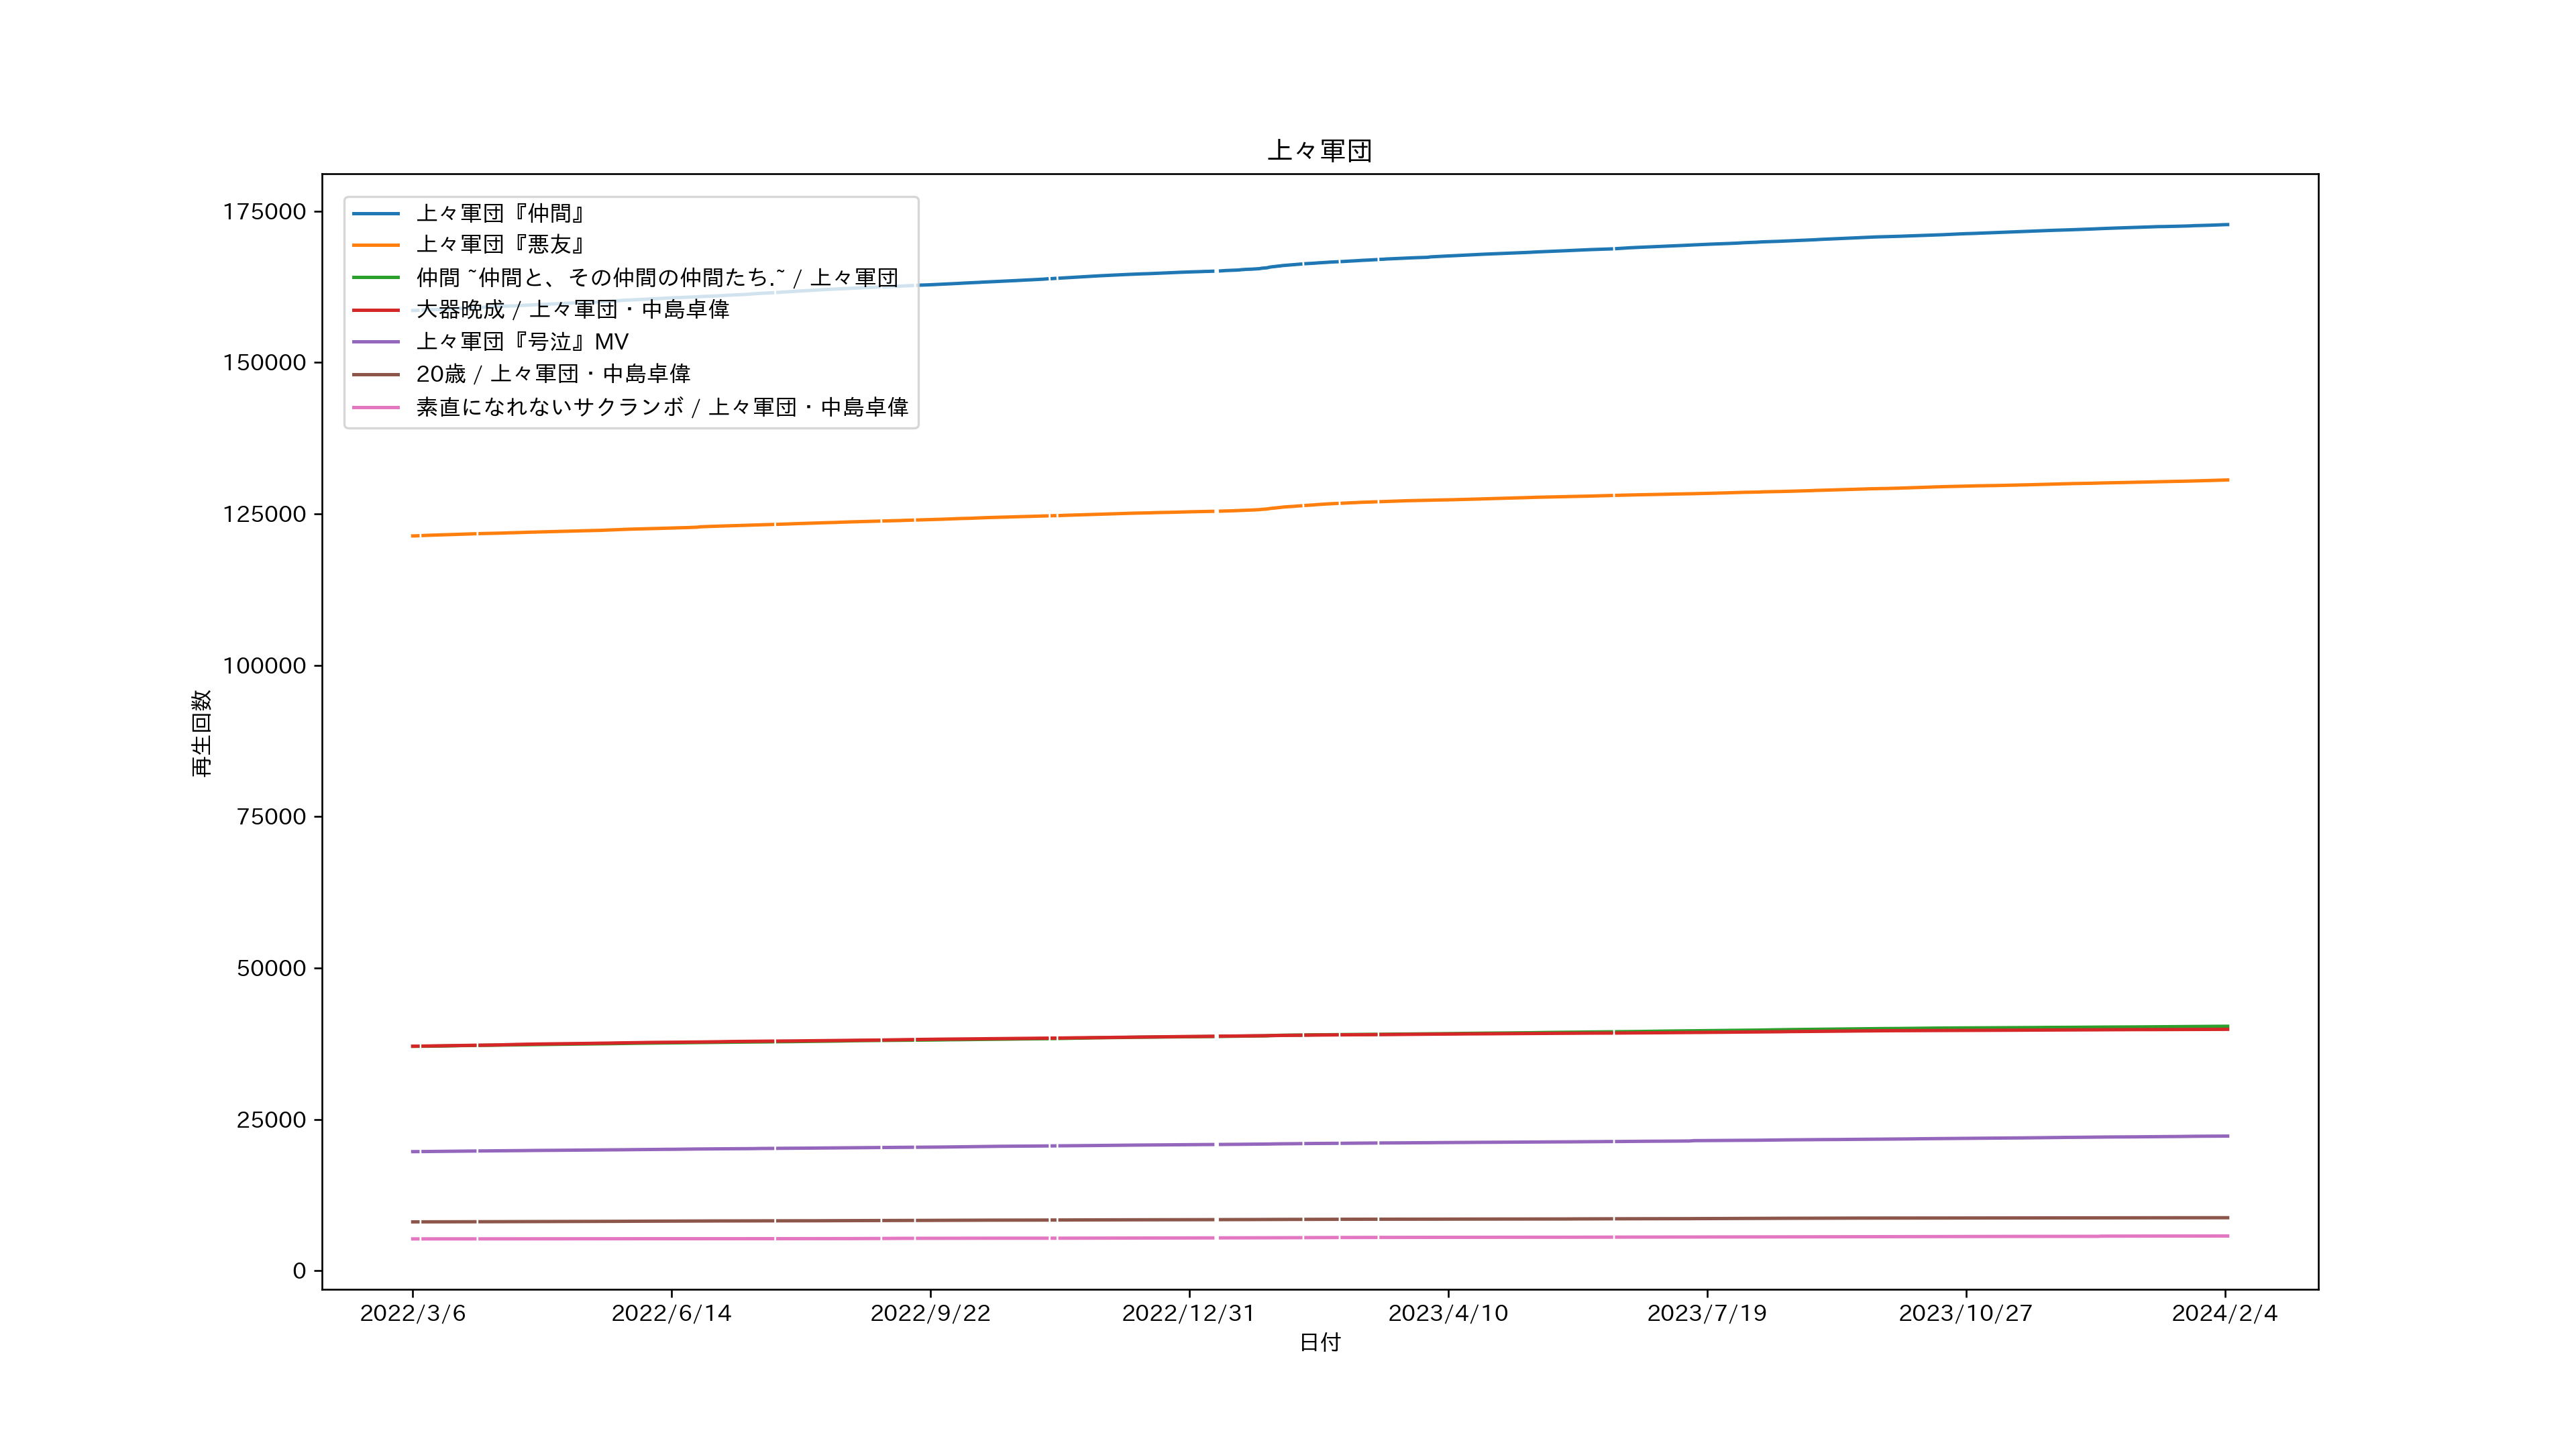 上々軍団
上々軍団『仲間』
上々軍団『悪友』
仲間 ~仲間と、その仲間の仲間たち.~ / 上々軍団
大器晩成 / 上々軍団・中島卓偉
上々軍団『号泣』MV
20歳 / 上々軍団・中島卓偉
素直になれないサクランボ / 上々軍団・中島卓偉
175000
150000
125000
100000
75000
50000
25000
0
再生回数
2022/3/6
2022/6/14
2022/9/22
2022/12/31
2023/4/10
2023/7/19
2023/10/27
2024/2/4
日付